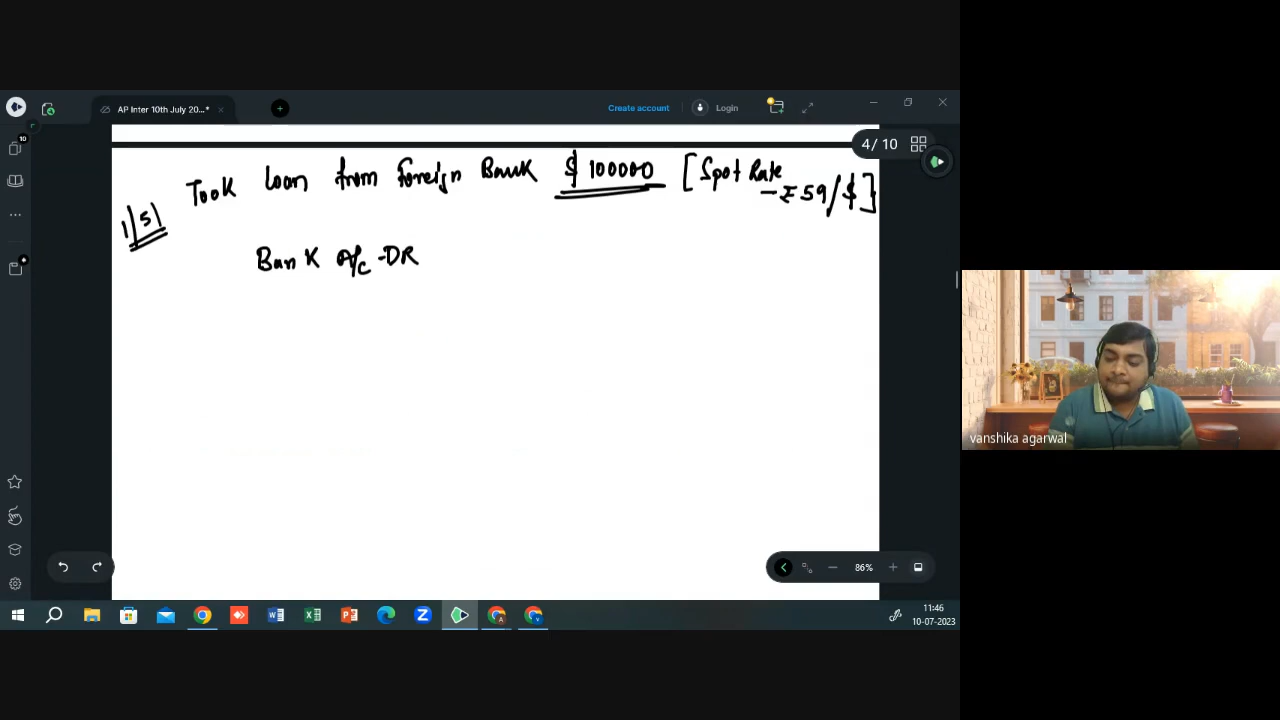 Create account
Login
AP Inter 10th July 20...*
10
4/10
Took loan from foreign Bank $ 100000 [Spot Rate
- ₹ 59/$]
1/5
Bank A/c -DR
vanshika agarwal
86%
11:46
10-07-2023